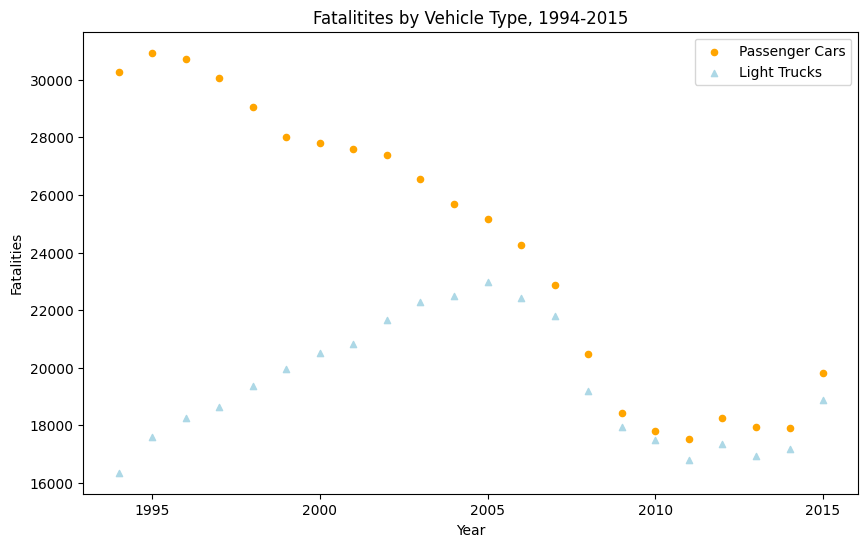 Fatalitites by Vehicle Type, 1994-2015
Passenger Cars
Light Trucks
Fatalities
30000
28000
26000
24000
22000
20000
18000
16000
1995 2000 2005 2010 2015
Year